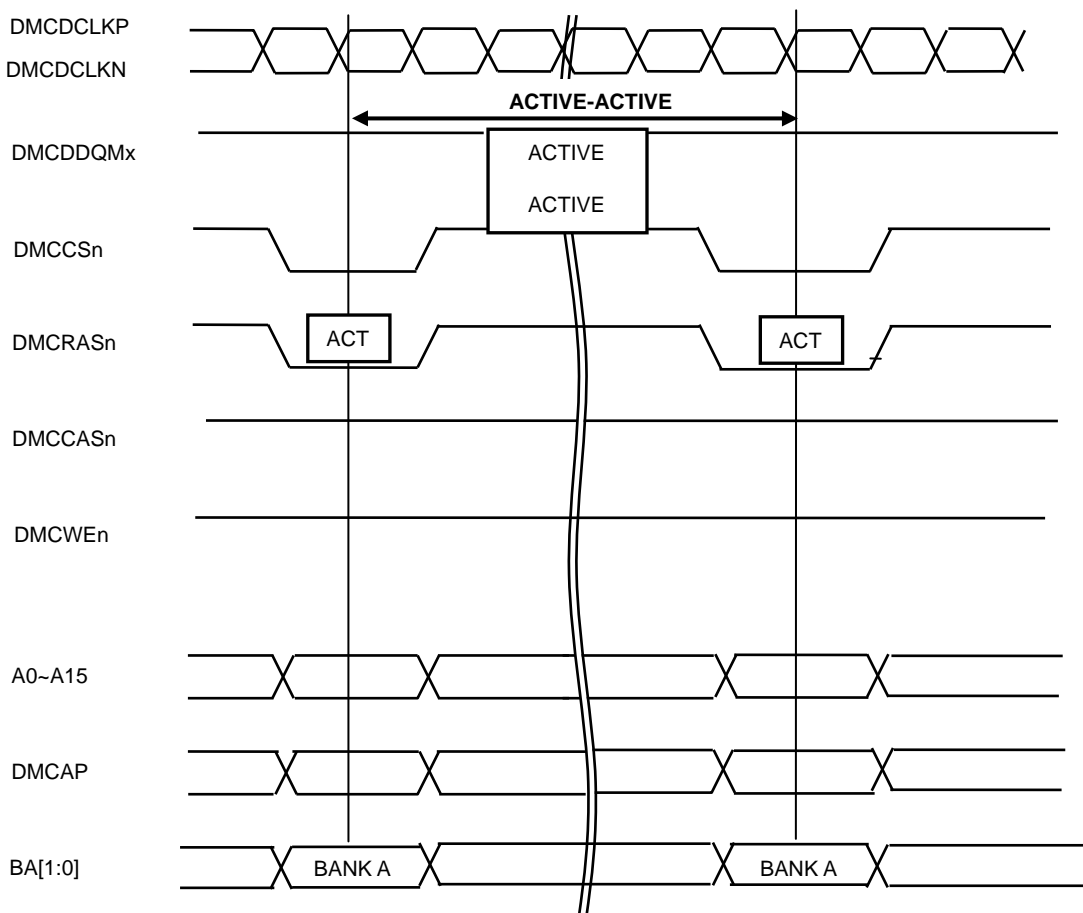 DMCDCLKP
DMCDCLKN
ACTIVE-ACTIVE
DMCDDQMx
ACTIVE
ACTIVE
DMCCSn
DMCRASn
ACT
ACT
DMCCASn
DMCWEn
A0~A15
DMCAP
BA[1:0]
BANK A
BANK A